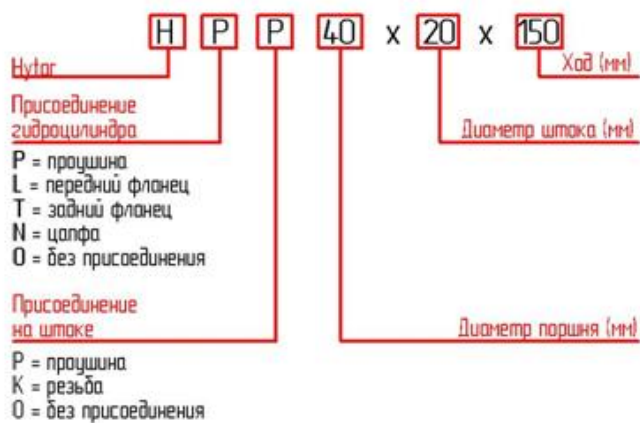 H P P 40 x 20 x 150
Hytar
Ход (мм)
Присоединение
гидроцилиндра
Диаметр штока (мм)
P = проушина
L = передний фланец
T = задний фланец
N = цапфа
O = без присоединения
Присоединение
на штоке
Диаметр поршня (мм)
P = проушина
K = резьба
O = без присоединения